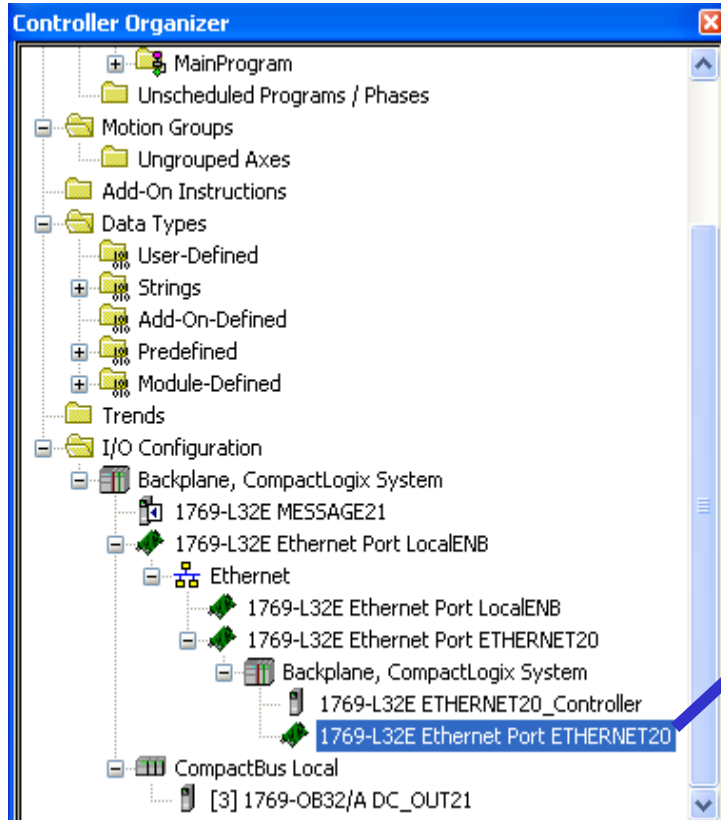 Controller Organizer
MainProgram
Unscheduled Programs / Phases
Motion Groups
Ungrouped Axes
Add-On Instructions
Data Types
User-Defined
Strings
Add-On-Defined
Predefined
Module-Defined
Trends
I/O Configuration
Backplane, CompactLogix System
1769-L32E MESSAGE21
1769-L32E Ethernet Port LocalENB
Ethernet
1769-L32E Ethernet Port LocalENB
1769-L32E Ethernet Port ETHERNET20
Backplane, CompactLogix System
1769-L32E ETHERNET20_Controller
1769-L32E Ethernet Port ETHERNET20
CompactBus Local
[3] 1769-OB32/A DC_OUT21